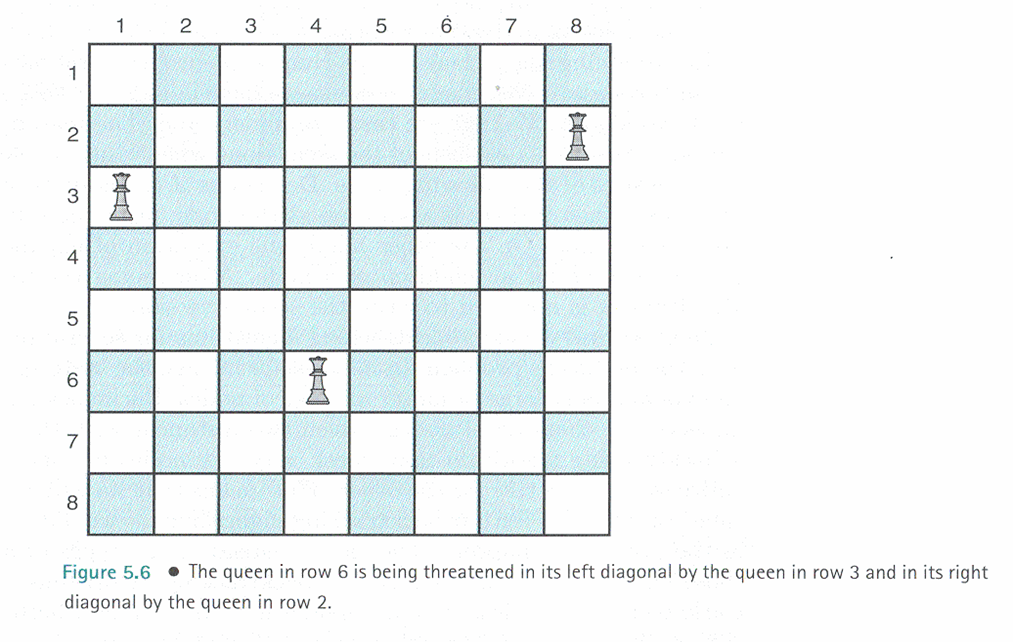 1 2 3 4 5 6 7 8
1
2
3
4
5
6
7
8
Figure 5.6 ● The queen in row 6 is being threatened in its left diagonal by the queen in row 3 and in its right
diagonal by the queen in row 2.